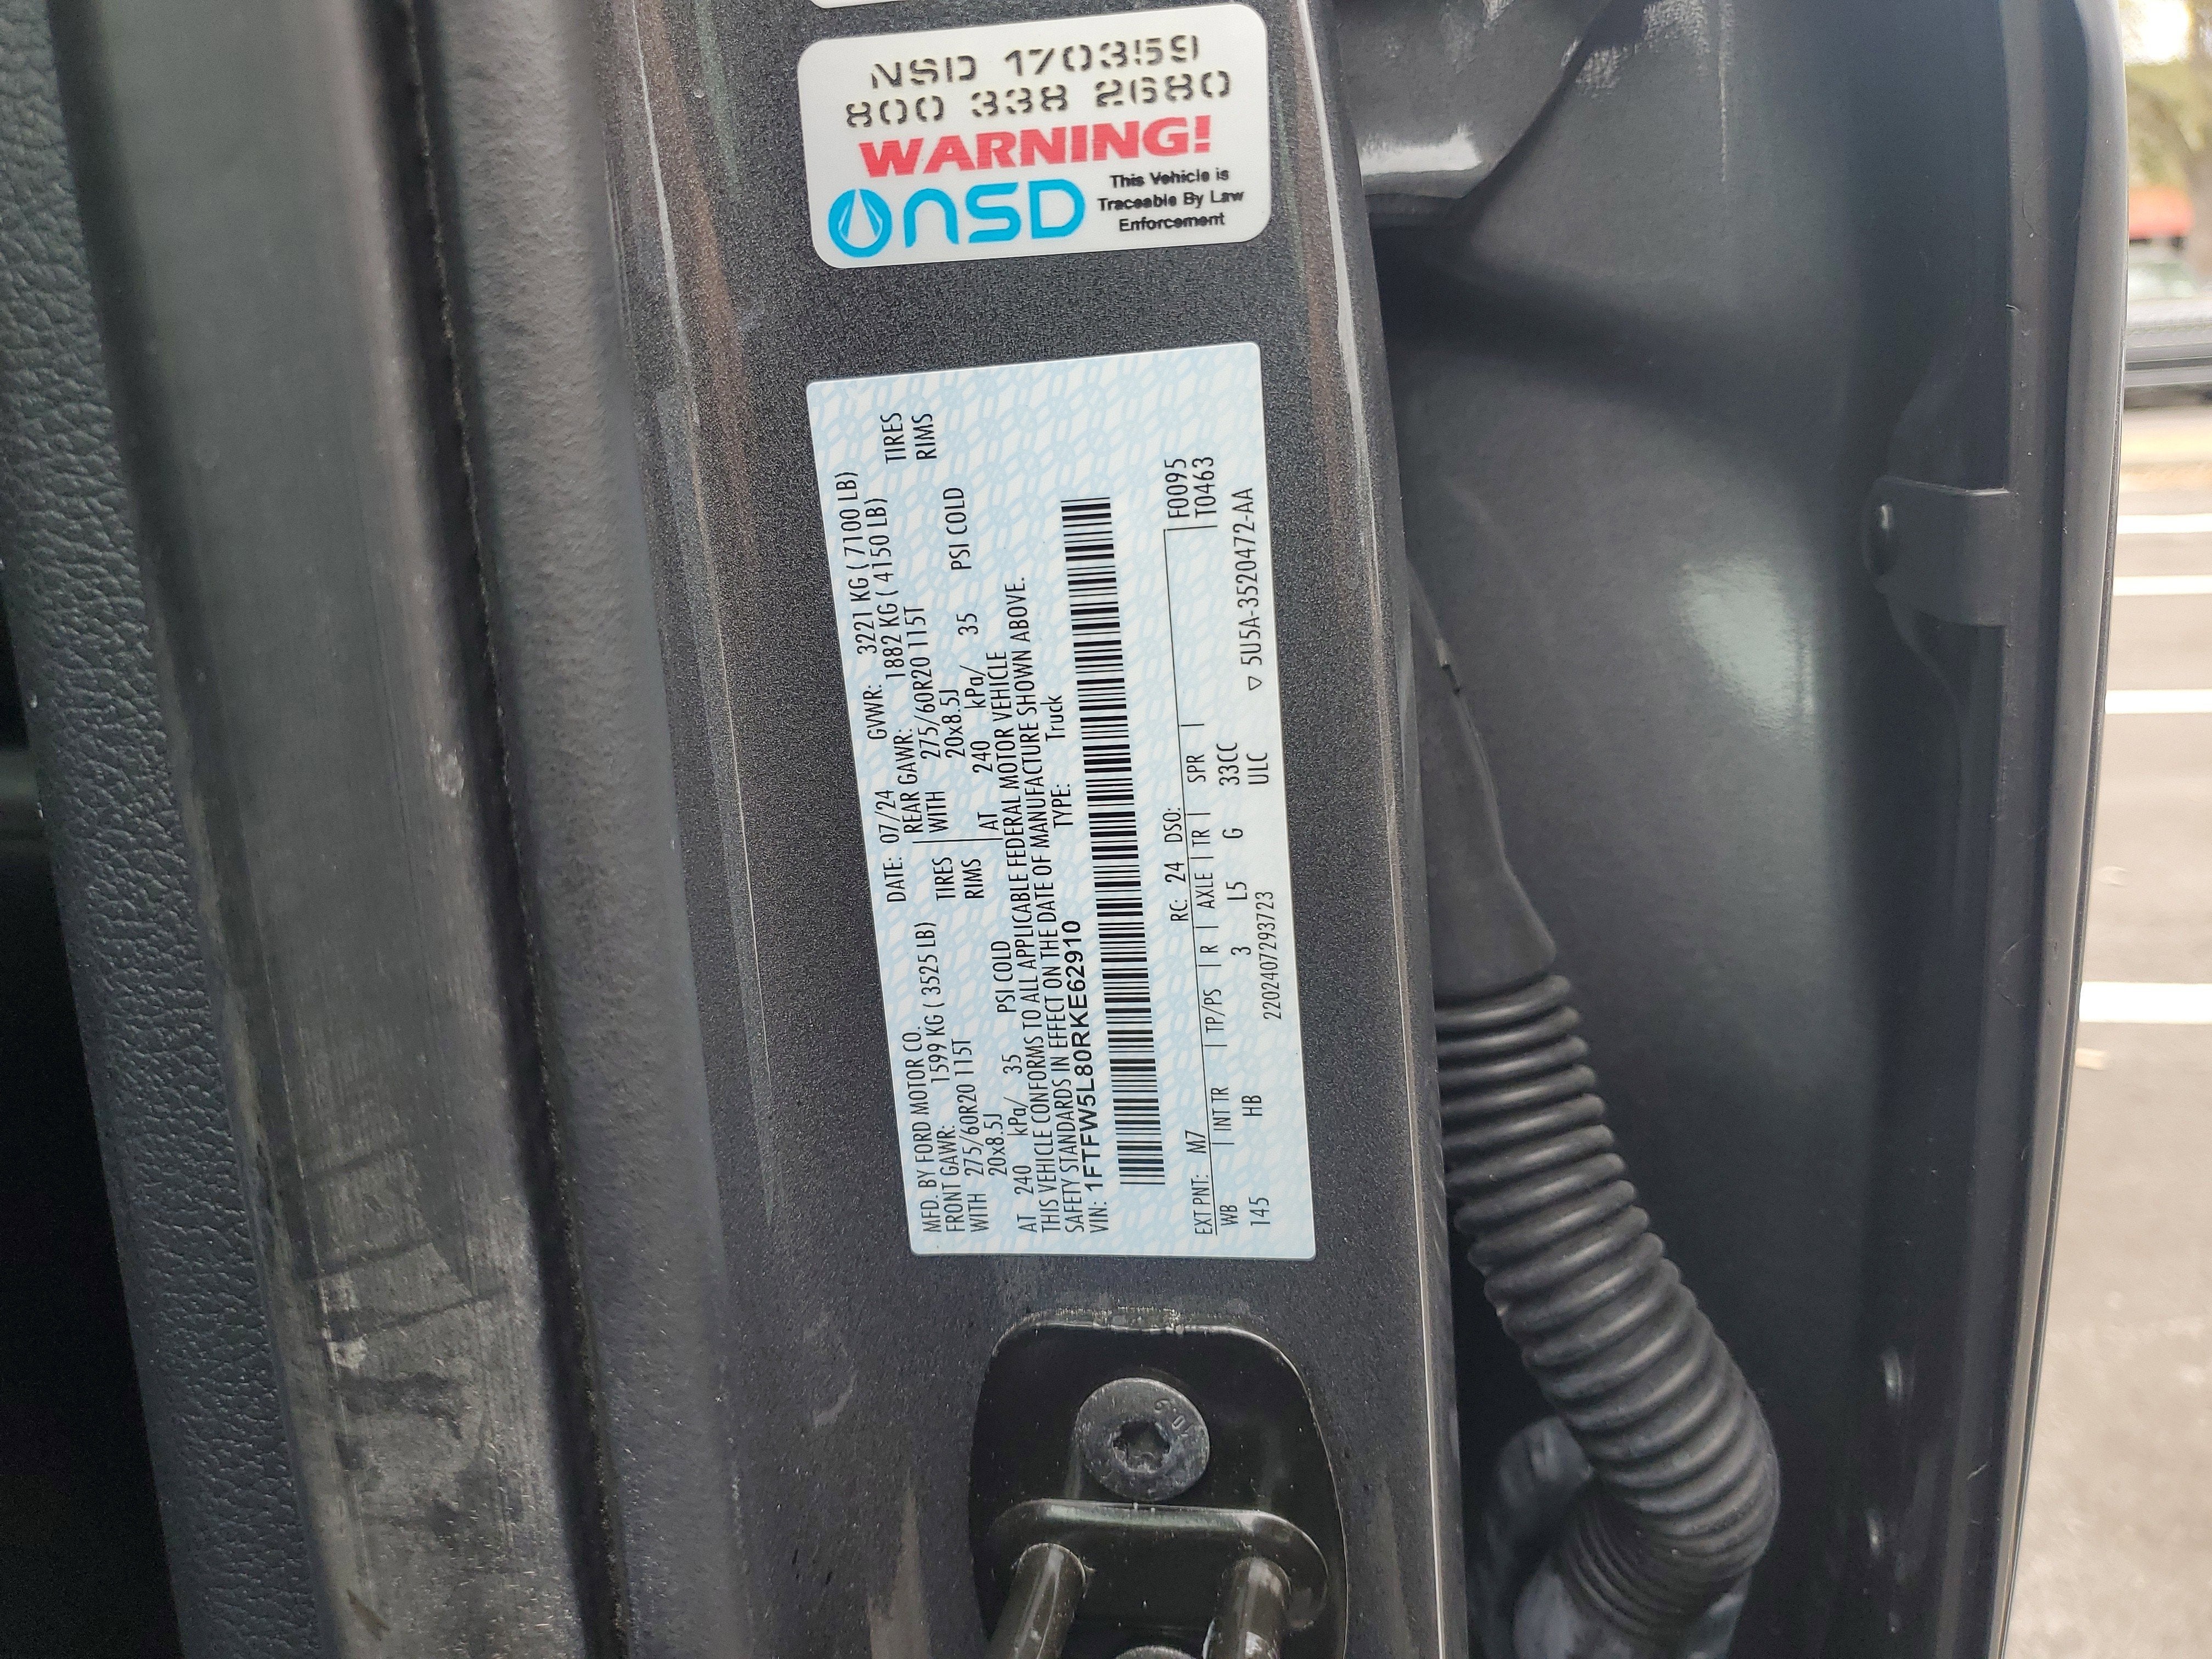 NSD 170359
800 338 2680
WARNING!
NSD
This Vehicle is
Traceable By Law
Enforcement
MFD. BY FORD MOTOR CO. DATE: 07/24 GVWR: 3221 KG ( 7100 LB)
FRONT GAWR: 1599 KG ( 3525 LB) REAR GAWR: 1882 KG ( 4150 LB)
WITH 275/60R20 115T TIRES WITH 275/60R20 115T TIRES
20x8.5J RIMS 20x8.5J RIMS
AT 240 kPa/ 35 PSI COLD AT 240 kPa/ 35 PSI COLD
THIS VEHICLE CONFORMS TO ALL APPLICABLE FEDERAL MOTOR VEHICLE
SAFETY STANDARDS IN EFFECT ON THE DATE OF MANUFACTURE SHOWN ABOVE.
VIN: 1FTFW5L80RKE62910 TYPE: Truck
EXT PNT: M7 RC: 24 DSO: F0095
WB | INT TR | TP/PS | R | AXLE | TR | SPR | T0463
145 HB 3 L5 G 33CC
220240729​3723 ULC ▽ 5U5A-3520472-AA